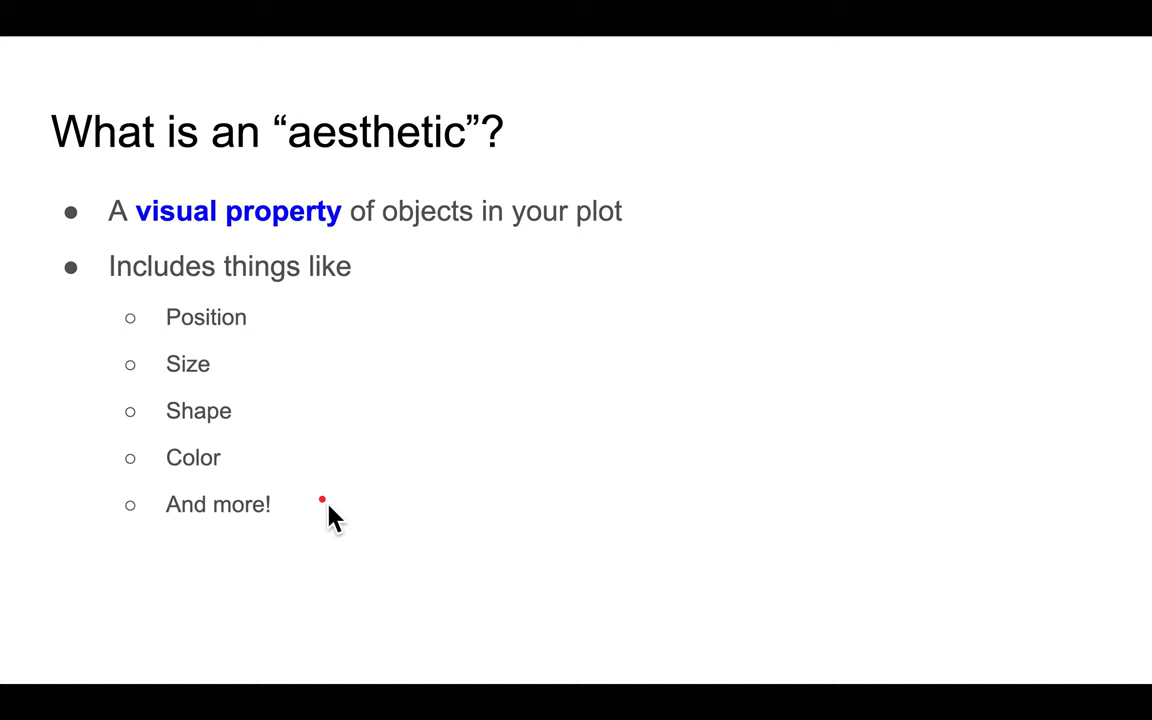 What is an “aesthetic”?
● A visual property of objects in your plot
● Includes things like
○ Position
○ Size
○ Shape
○ Color
○ And more!